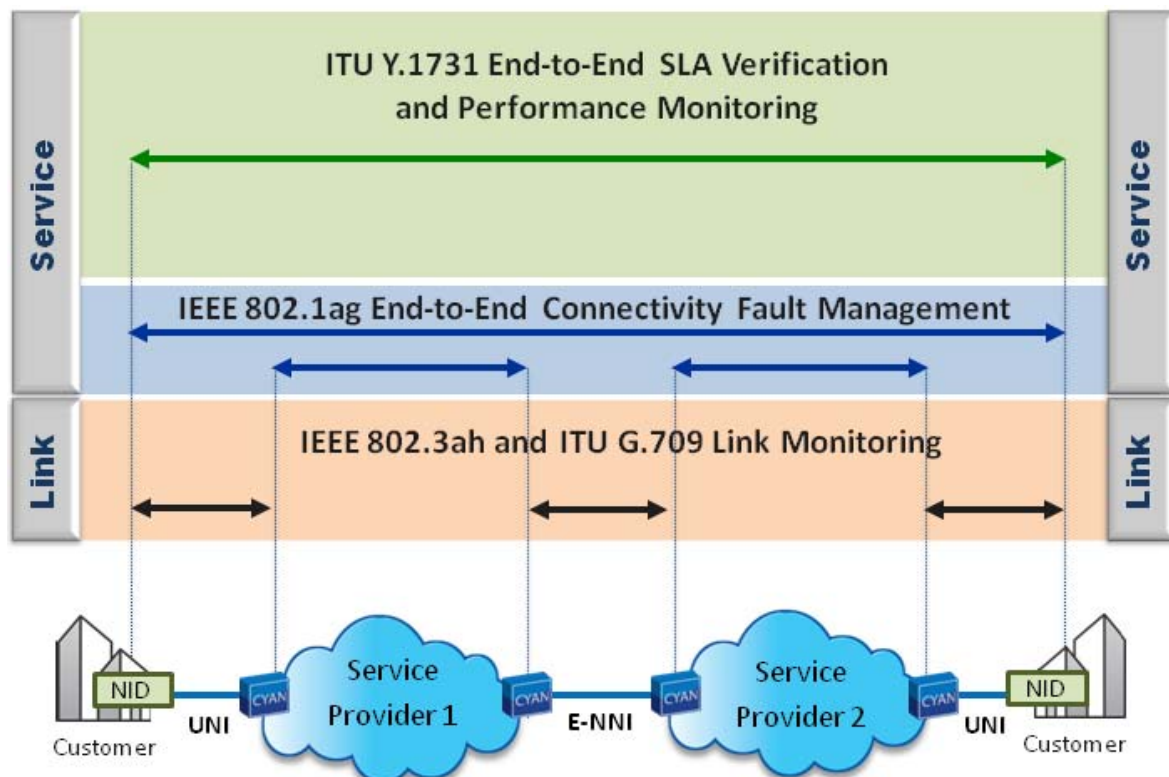 Service
ITU Y.1731 End-to-End SLA Verification
and Performance Monitoring
Service
IEEE 802.1ag End-to-End Connectivity Fault Management
Link
IEEE 802.3ah and ITU G.709 Link Monitoring
Link
NID
UNI
Customer
CYAN
Service
Provider 1
CYAN
E-NNI
CYAN
Service
Provider 2
CYAN
UNI
NID
Customer